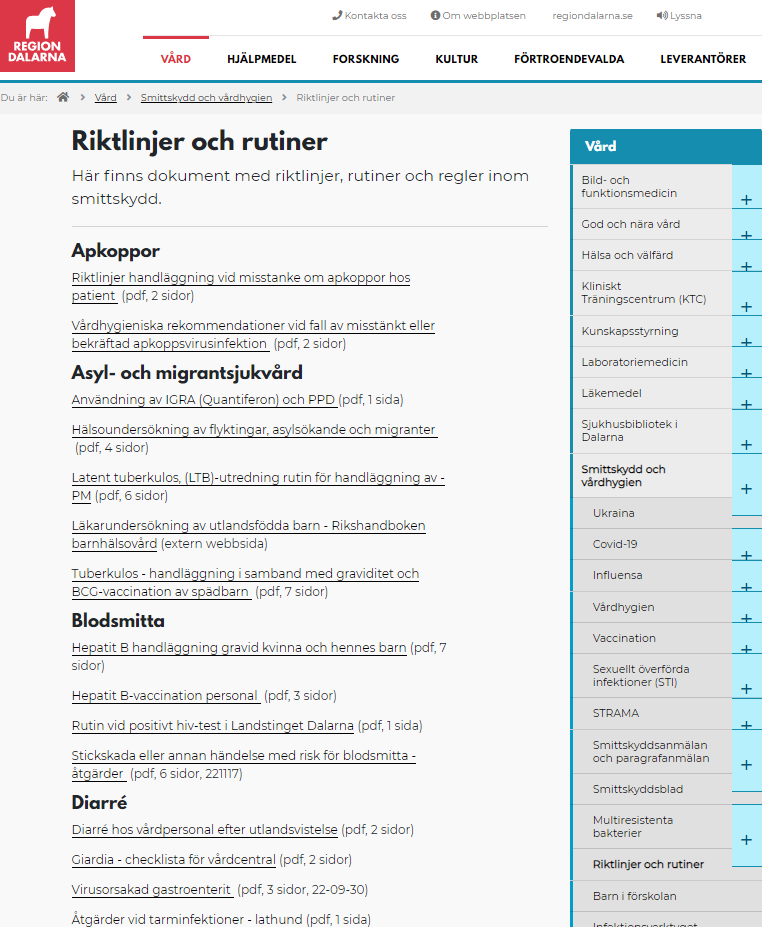 REGION
DALARNA
Kontakta oss
Om webbplatsen
regiondalarna.se
Lyssna
VÅRD
HJÄLPMEDEL
FORSKNING
KULTUR
FÖRTROENDEVALDA
LEVERANTÖRER
Du är här:
Vård
Smittskydd och vårdhygien
Riktlinjer och rutiner
Riktlinjer och rutiner
Här finns dokument med riktlinjer, rutiner och regler inom
smittskydd.
Apkoppor
Riktlinjer handläggning vid misstanke om apkoppor hos
patient (pdf, 2 sidor)
Vårdhygieniska rekommendationer vid fall av misstänkt eller
bekräftad apkoppsvirusinfektion (pdf, 2 sidor)
Asyl- och migrantsjukvård
Användning av IGRA (Quantiferon) och PPD (pdf, 1 sida)
Hälsoundersökning av flyktingar, asylsökande och migranter
(pdf, 4 sidor)
Latent tuberkulos, (LTB)-utredning rutin för handläggning av -
PM (pdf, 6 sidor)
Läkarundersökning av utlandsfödda barn - Rikshandboken
barnhälsovård (extern webbsida)
Tuberkulos - handläggning i samband med graviditet och
BCG-vaccination av spädbarn (pdf, 7 sidor)
Blodsmitta
Hepatit B handläggning gravid kvinna och hennes barn (pdf, 7
sidor)
Hepatit B-vaccination personal (pdf, 3 sidor)
Rutin vid positivt hiv-test i Landstinget Dalarna (pdf, 1 sida)
Stickskada eller annan händelse med risk för blodsmitta -
åtgärder (pdf, 6 sidor, 221117)
Diarré
Diarré hos vårdpersonal efter utlandsvistelse (pdf, 2 sidor)
Giardia - checklista för vårdcentral (pdf, 2 sidor)
Virusorsakad gastroenterit (pdf, 3 sidor, 22-09-30)
Åtgärder vid tarminfektioner - lathund (pdf, 1 sida)
Vård
Bild- och
funktionsmedicin
God och nära vård
Hälsa och välfärd
Kliniskt
Träningscentrum (KTC)
Kunskapsstyrning
Laboratoriemedicin
Läkemedel
Sjukhusbibliotek i
Dalarna
Smittskydd och
vårdhygien
Ukraina
Covid-19
Influensa
Vårdhygien
Vaccination
Sexuellt överförda
infektioner (STI)
STRAMA
Smittskyddsanmälan
och paragrafanmälan
Smittskyddsblad
Multiresistenta
bakterier
Riktlinjer och rutiner
Barn i förskolan
Infektionsverktyget